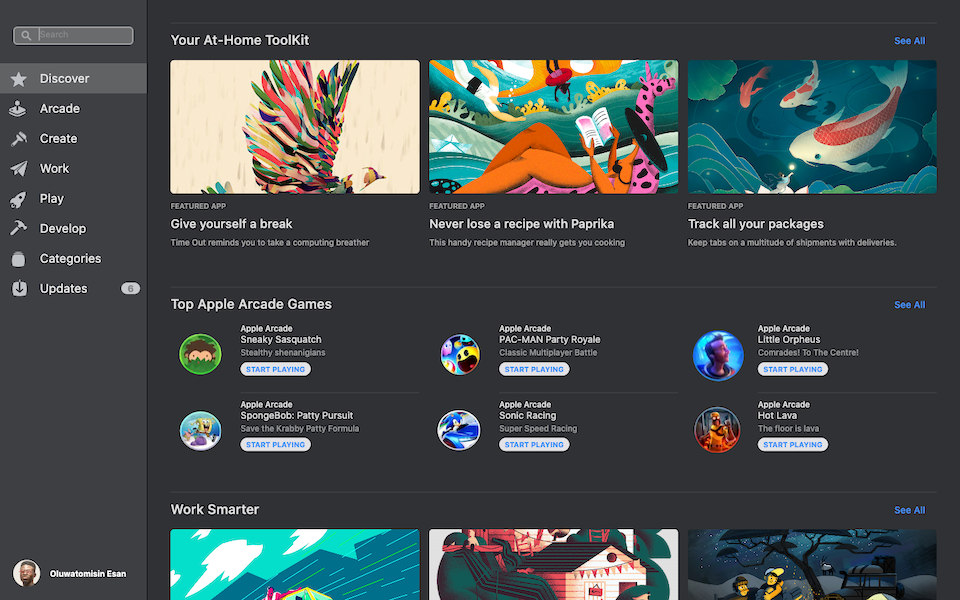 Search
Discover
Arcade
Create
Work
Play
Develop
Categories
Updates 6
Oluwatomisin Esan
Your At-Home ToolKit See All
FEATURED APP
Give yourself a break
Time Out reminds you to take a computing breather
FEATURED APP
Never lose a recipe with Paprika
This handy recipe manager really gets you cooking
FEATURED APP
Track all your packages
Keep tabs on a multitude of shipments with deliveries.
Top Apple Arcade Games See All
Apple Arcade
Sneaky Sasquatch
Stealthy shenanigans
START PLAYING
Apple Arcade
PAC-MAN Party Royale
Classic Multiplayer Battle
START PLAYING
Apple Arcade
Little Orpheus
Comrades! To The Centre!
START PLAYING
Apple Arcade
SpongeBob: Patty Pursuit
Save the Krabby Patty Formula
START PLAYING
Apple Arcade
Sonic Racing
Super Speed Racing
START PLAYING
Apple Arcade
Hot Lava
The floor is lava
START PLAYING
Work Smarter See All